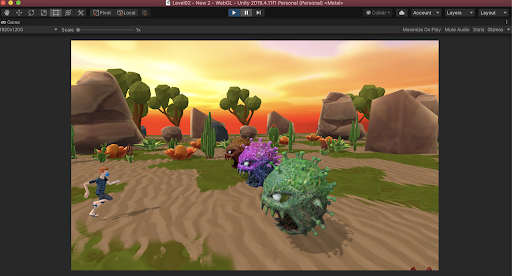 Level02 - New 2 - WebGL - Unity 2019.4.11f1 Personal (Personal) <Metal>
Pivot Local Collab Account Layers Layout
Game
1920x1200 Scale 1x Maximize On Play Mute Audio Stats Gizmos